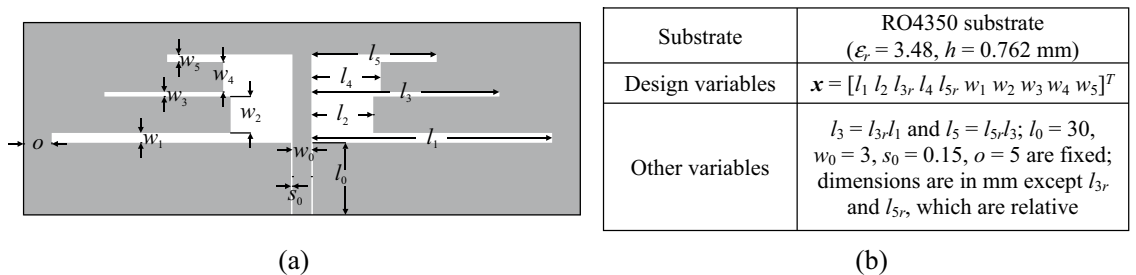 w₅
w₄
w₃
w₂
w₁
o
w₀
s₀
l₀
l₅
l₄
l₃
l₂
l₁
(a)
Substrate
RO4350 substrate
(εᵣ = 3.48, h = 0.762 mm)
Design variables
x = [l₁ l₂ l₃ᵣ l₄ l₅ᵣ w₁ w₂ w₃ w₄ w₅]ᵀ
Other variables
l₃ = l₃ᵣl₁ and l₅ = l₅ᵣl₃; l₀ = 30,
w₀ = 3, s₀ = 0.15, o = 5 are fixed;
dimensions are in mm except l₃ᵣ
and l₅ᵣ, which are relative
(b)